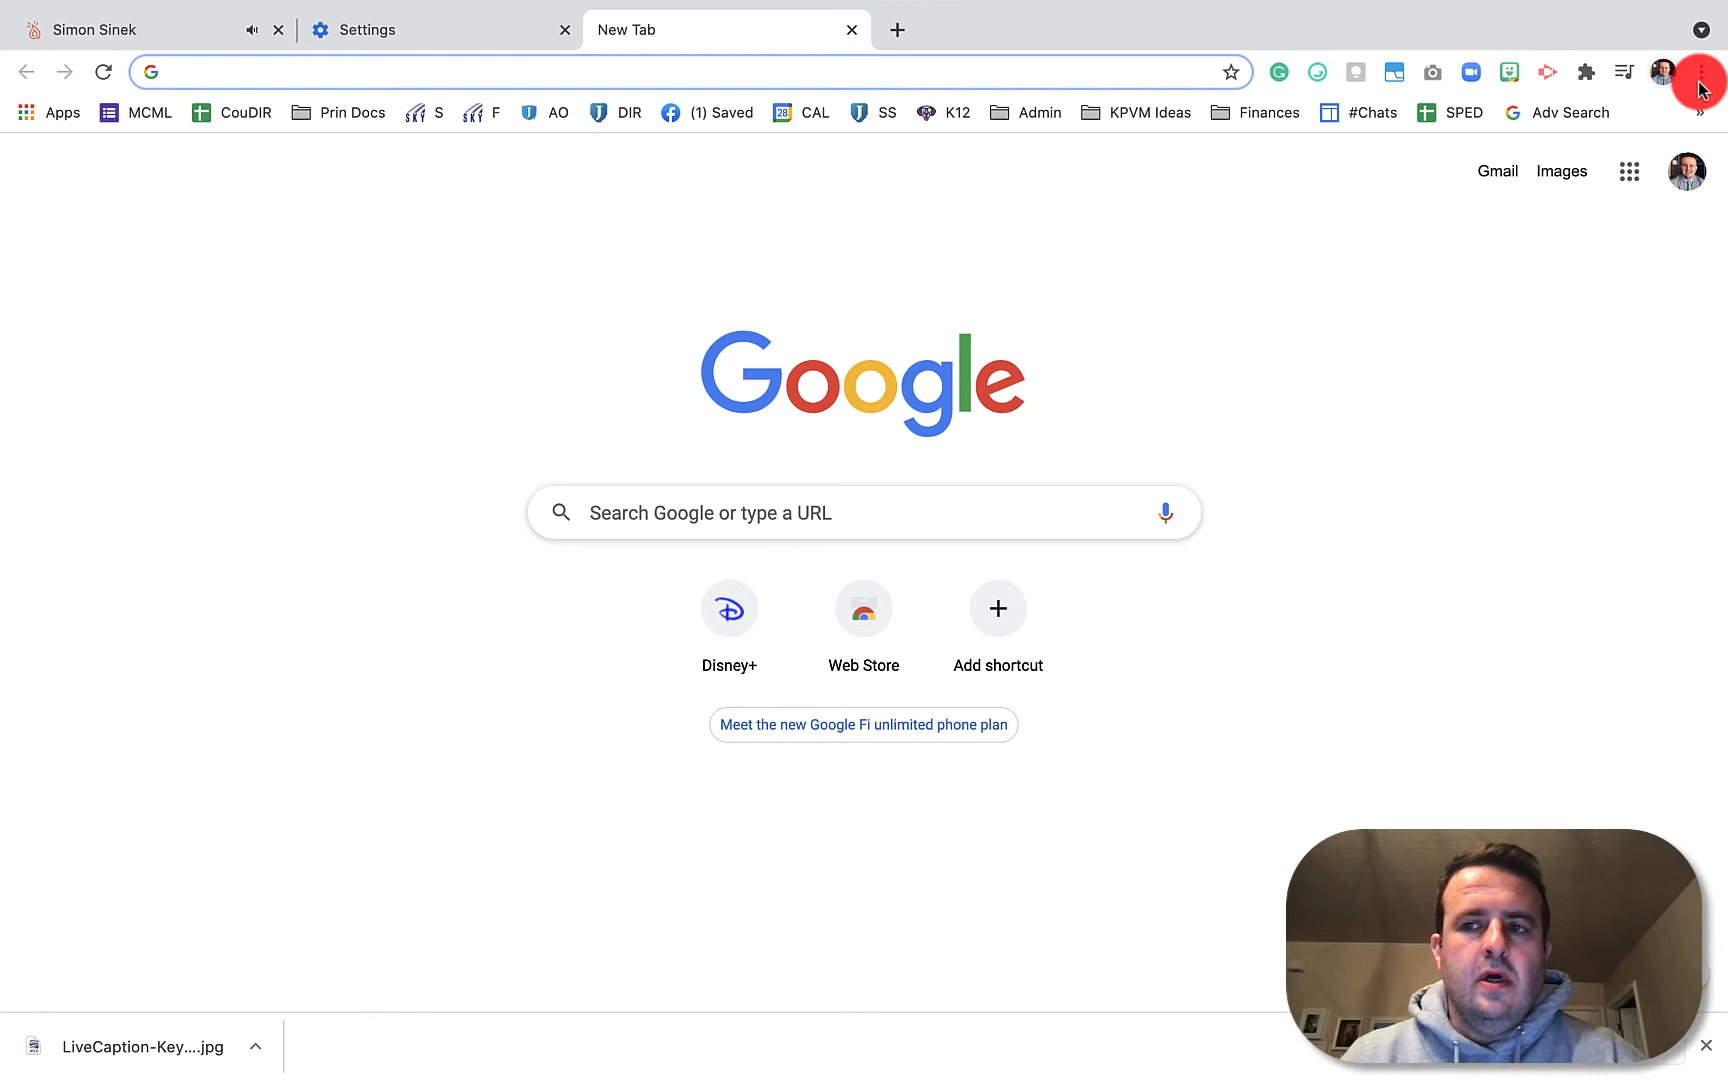 Simon Sinek
Settings
New Tab
Apps
MCML
CouDIR
Prin Docs
S
F
AO
DIR
(1) Saved
28
CAL
SS
K12
Admin
KPVM Ideas
Finances
#Chats
SPED
Adv Search
»
Gmail
Images
Google
Search Google or type a URL
Disney+
Web Store
Add shortcut
Meet the new Google Fi unlimited phone plan
LiveCaption-Key....jpg